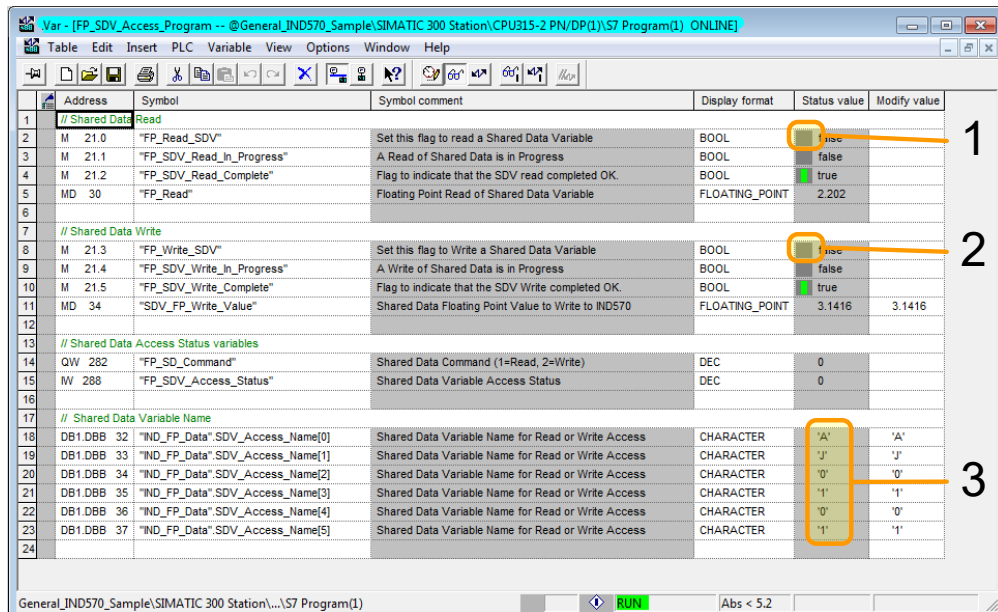 Var - [FP_SDV_Access_Program -- @General_IND570_Sample\SIMATIC 300 Station\CPU315-2 PN/DP(1)\S7 Program(1) ONLINE]
Table Edit Insert PLC Variable View Options Window Help
Address Symbol Symbol comment Display format Status value Modify value
1 // Shared Data Read
2 M 21.0 "FP_Read_SDV" Set this flag to read a Shared Data Variable BOOL false
1
3 M 21.1 "FP_SDV_Read_In_Progress" A Read of Shared Data is in Progress BOOL false
4 M 21.2 "FP_SDV_Read_Complete" Flag to indicate that the SDV read completed OK. BOOL true
5 MD 30 "FP_Read" Floating Point Read of Shared Data Variable FLOATING_POINT 2.202
6
7 // Shared Data Write
8 M 21.3 "FP_Write_SDV" Set this flag to Write a Shared Data Variable BOOL false
2
9 M 21.4 "FP_SDV_Write_In_Progress" A Write of Shared Data is in Progress BOOL false
10 M 21.5 "FP_SDV_Write_Complete" Flag to indicate that the SDV Write completed OK. BOOL true
11 MD 34 "SDV_FP_Write_Value" Shared Data Floating Point Value to Write to IND570 FLOATING_POINT 3.1416 3.1416
12
13 // Shared Data Access Status variables
14 QW 282 "FP_SD_Command" Shared Data Command (1=Read, 2=Write) DEC 0
15 IW 288 "FP_SDV_Access_Status" Shared Data Variable Access Status DEC 0
16
17 // Shared Data Variable Name
18 DB1.DBB 32 "IND_FP_Data".SDV_Access_Name[0] Shared Data Variable Name for Read or Write Access CHARACTER 'A' 'A'
19 DB1.DBB 33 "IND_FP_Data".SDV_Access_Name[1] Shared Data Variable Name for Read or Write Access CHARACTER 'J' 'J'
20 DB1.DBB 34 "IND_FP_Data".SDV_Access_Name[2] Shared Data Variable Name for Read or Write Access CHARACTER '0' '0'
3
21 DB1.DBB 35 "IND_FP_Data".SDV_Access_Name[3] Shared Data Variable Name for Read or Write Access CHARACTER '1' '1'
22 DB1.DBB 36 "IND_FP_Data".SDV_Access_Name[4] Shared Data Variable Name for Read or Write Access CHARACTER '0' '0'
23 DB1.DBB 37 "IND_FP_Data".SDV_Access_Name[5] Shared Data Variable Name for Read or Write Access CHARACTER '1' '1'
24
General_IND570_Sample\SIMATIC 300 Station\...\S7 Program(1) RUN Abs < 5.2